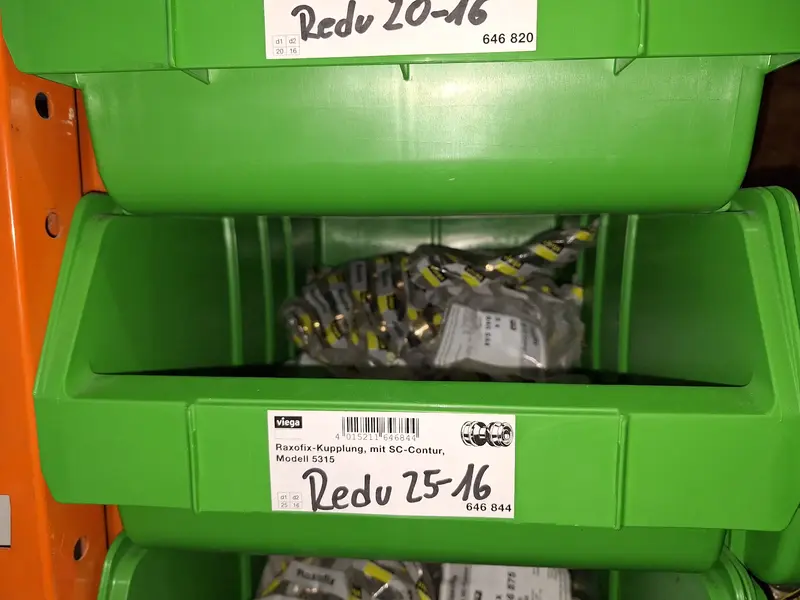 Redu 20-16
d1 d2
20 16
646 820
viega
4 015211 646844
Raxofix-Kupplung, mit SC-Contur,
Modell 5315
d1 d2
25 16
Redu 25-16
646 844
Raxofix